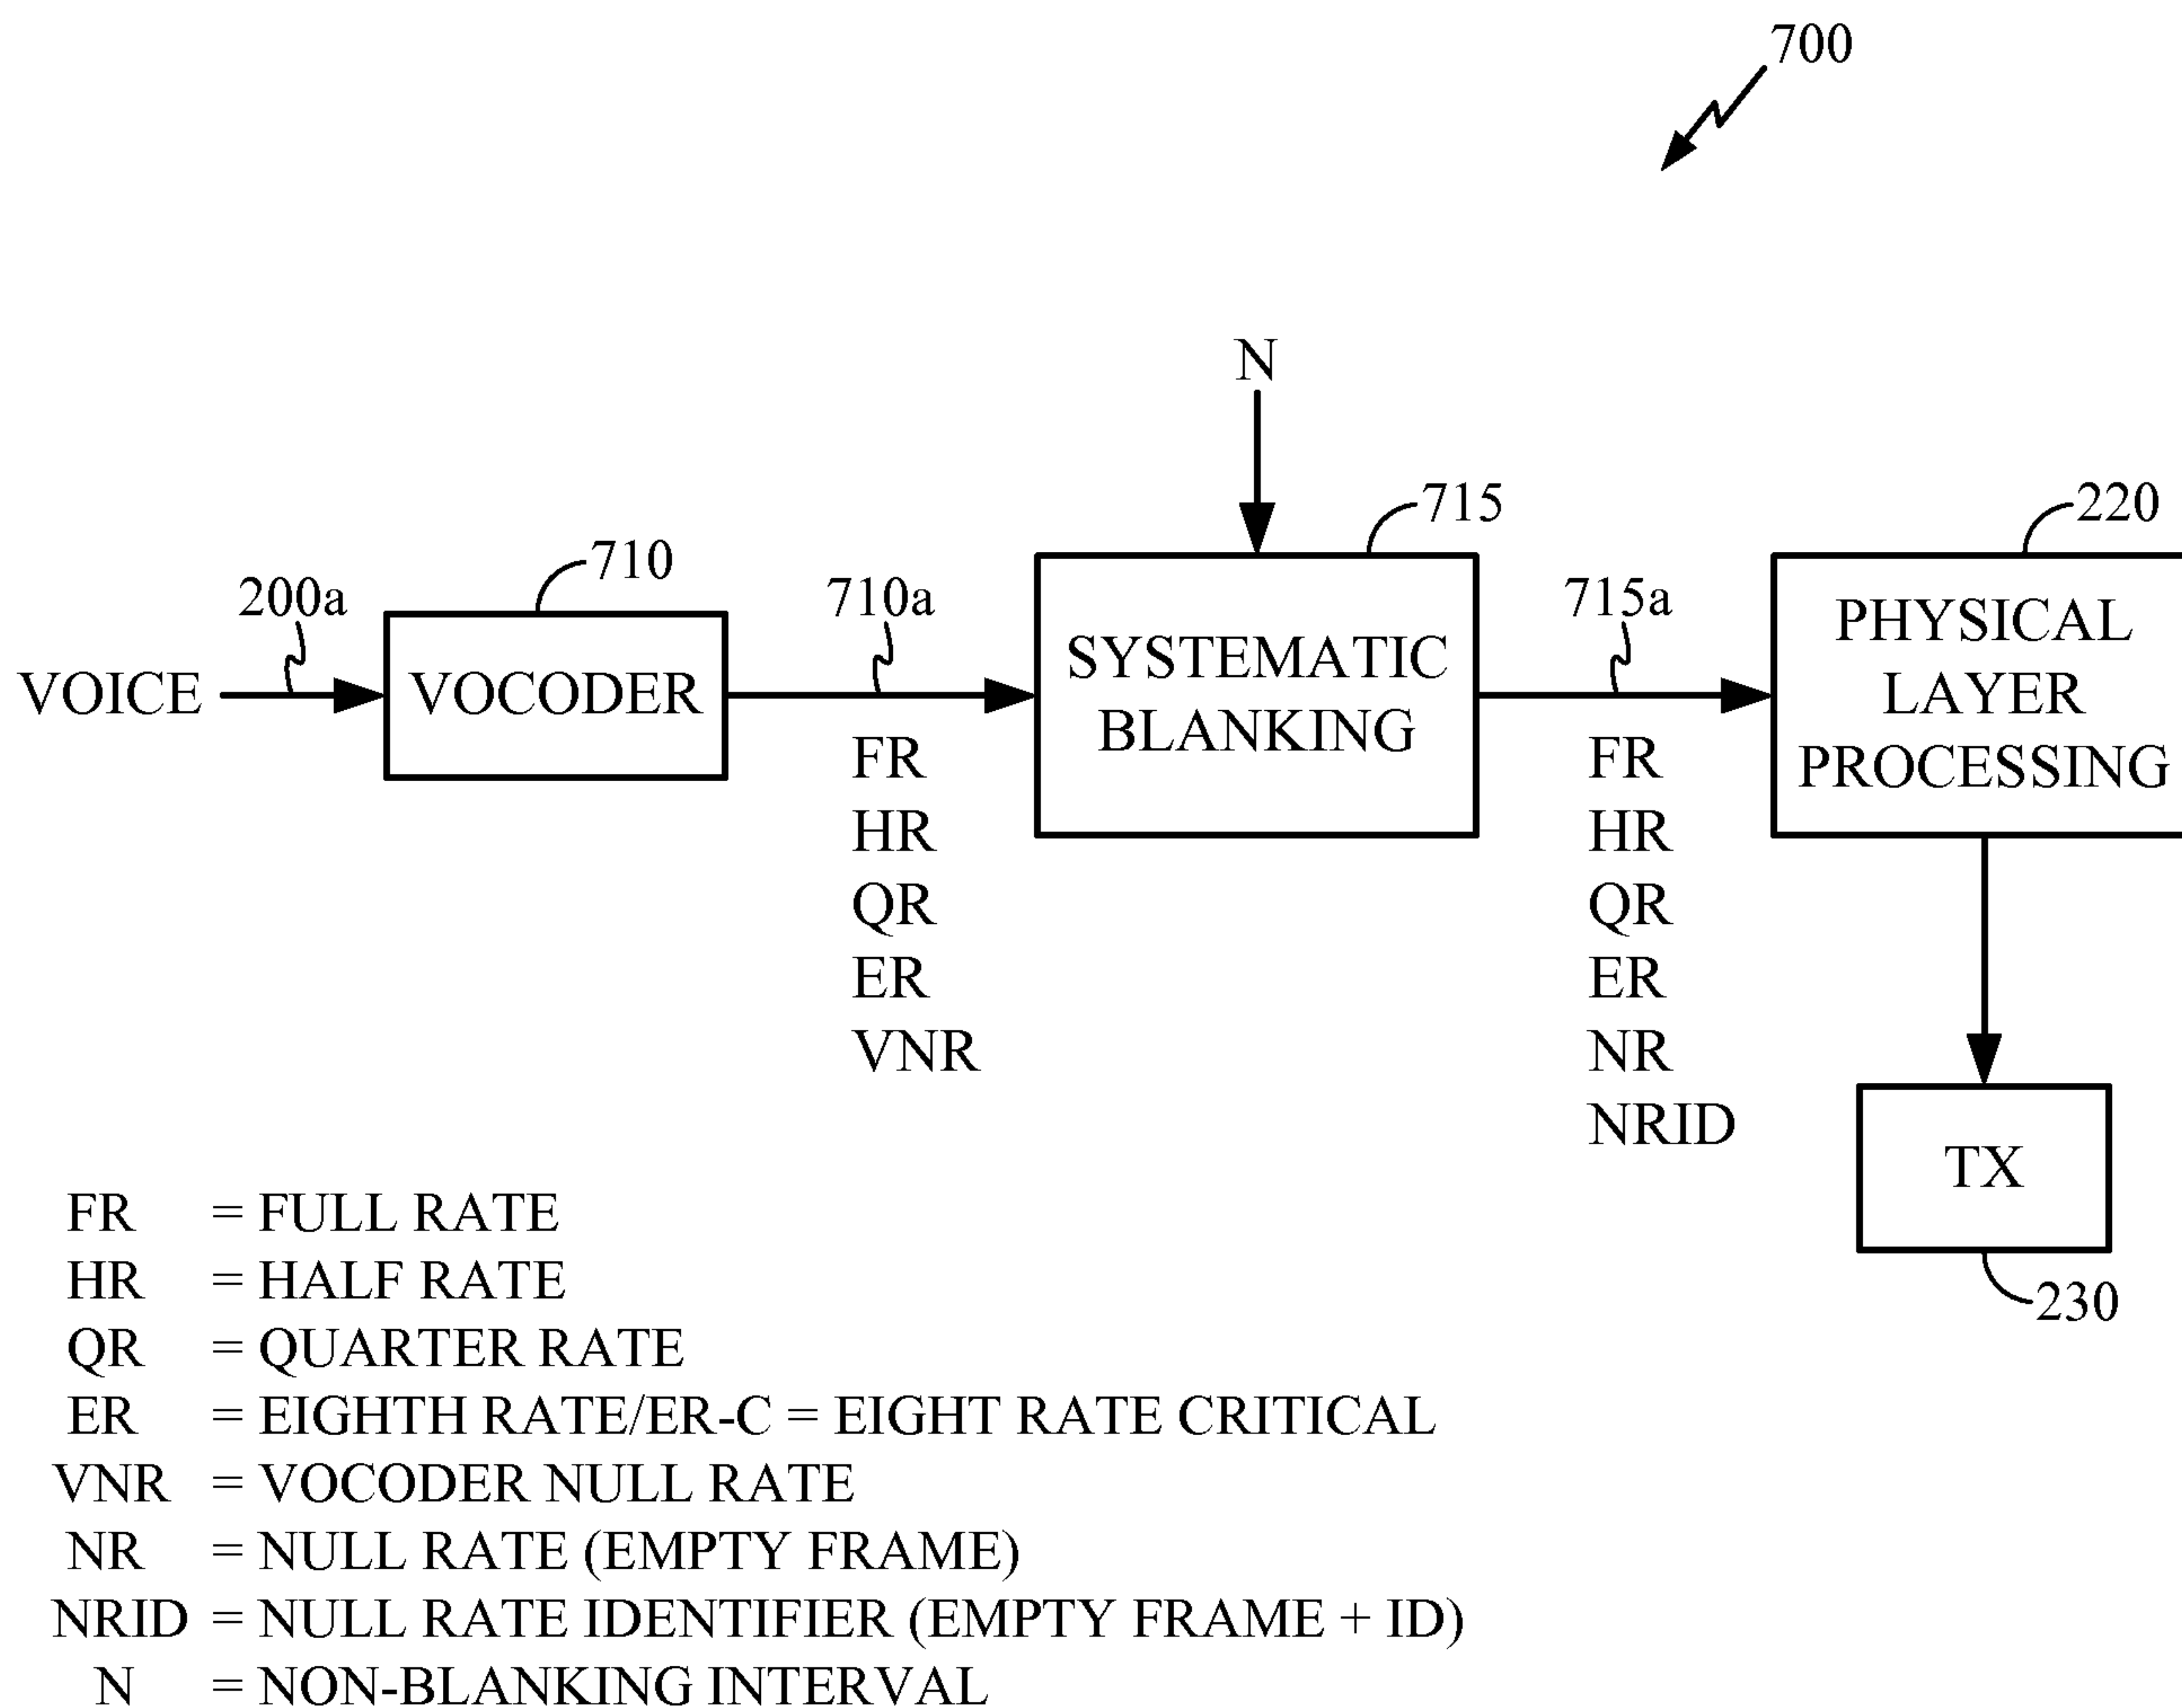 700
N
715
220
710
200a
710a
715a
VOICE
VOCODER
SYSTEMATIC
BLANKING
PHYSICAL
LAYER
PROCESSING
FR
HR
QR
ER
VNR
FR
HR
QR
ER
NR
NRID
TX
230
FR = FULL RATE
HR = HALF RATE
QR = QUARTER RATE
ER = EIGHTH RATE/ER-C = EIGHT RATE CRITICAL
VNR = VOCODER NULL RATE
NR = NULL RATE (EMPTY FRAME)
NRID = NULL RATE IDENTIFIER (EMPTY FRAME + ID)
N = NON-BLANKING INTERVAL